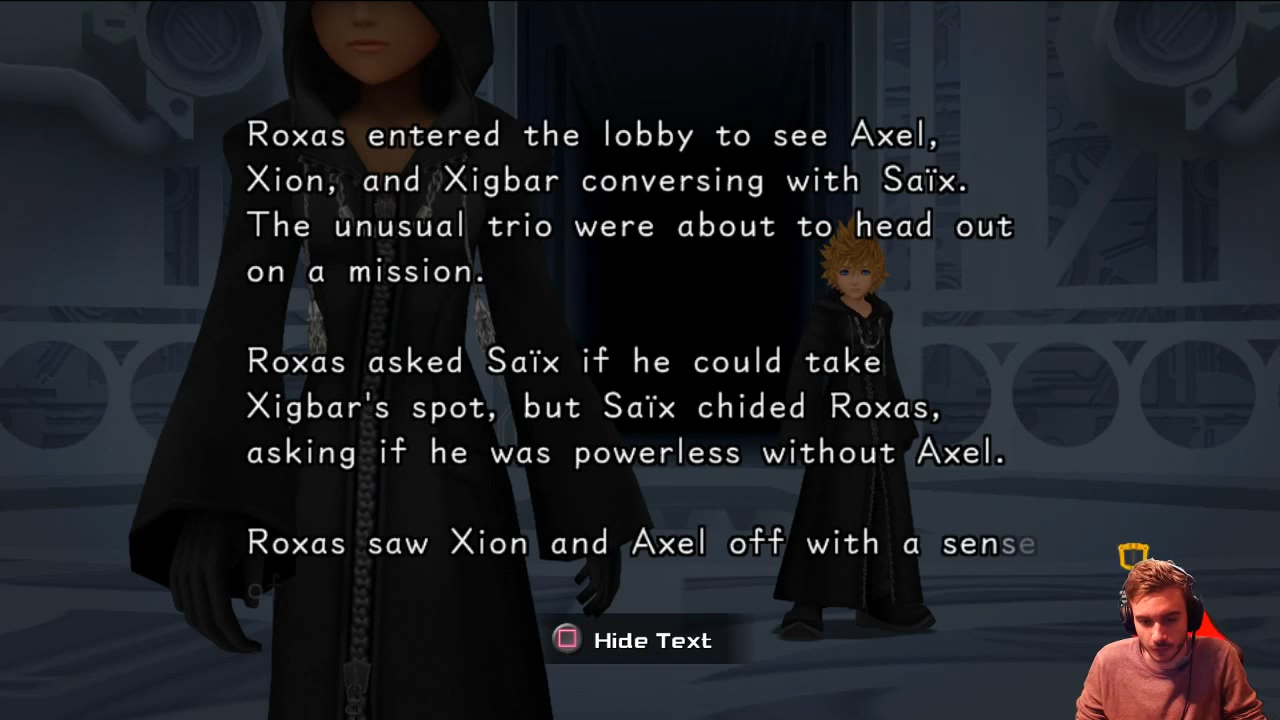 Roxas entered the lobby to see Axel,
Xion, and Xigbar conversing with Saïx.
The unusual trio were about to head out
on a mission.
Roxas asked Saïx if he could take
Xigbar's spot, but Saïx chided Roxas,
asking if he was powerless without Axel.
Roxas saw Xion and Axel off with a sense
Hide Text